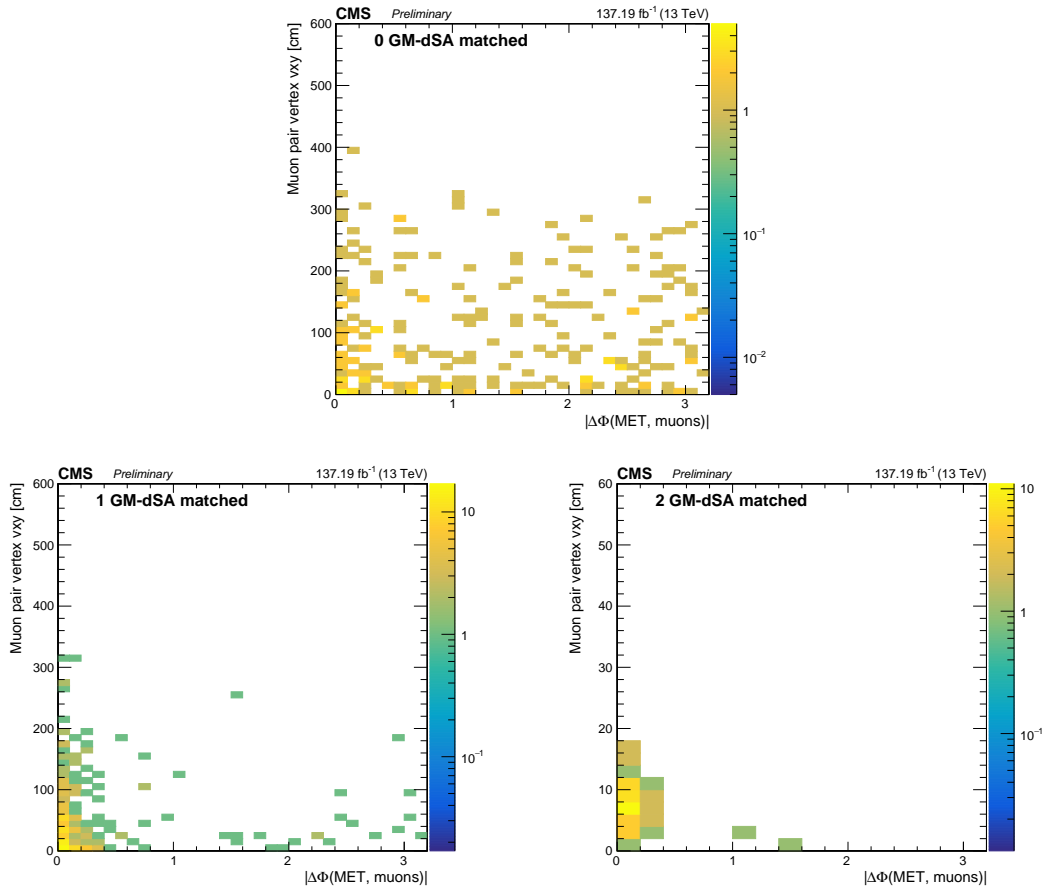 CMS Preliminary 137.19 fb⁻¹ (13 TeV)
0 GM-dSA matched
Muon pair vertex vxy [cm]
600
500
400
300
200
100
0
0 1 2 3
|ΔΦ(MET, muons)|
1
10⁻¹
10⁻²
CMS Preliminary 137.19 fb⁻¹ (13 TeV)
1 GM-dSA matched
Muon pair vertex vxy [cm]
600
500
400
300
200
100
0
0 1 2 3
|ΔΦ(MET, muons)|
10
1
10⁻¹
CMS Preliminary 137.19 fb⁻¹ (13 TeV)
2 GM-dSA matched
Muon pair vertex vxy [cm]
60
50
40
30
20
10
0
0 1 2 3
|ΔΦ(MET, muons)|
10
1
10⁻¹